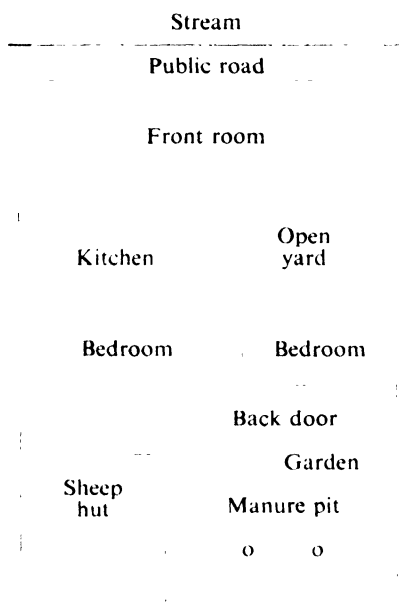 Stream
Public road
Front room
Open
Kitchen yard
Bedroom Bedroom
Back door
Garden
Sheep
hut Manure pit
o o